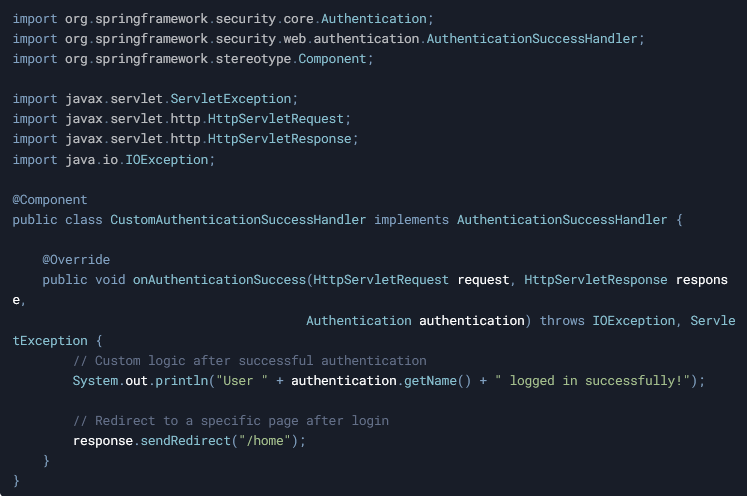 import org.springframework.security.core.Authentication;
import org.springframework.security.web.authentication.AuthenticationSuccessHandler;
import org.springframework.stereotype.Component;

import javax.servlet.ServletException;
import javax.servlet.http.HttpServletRequest;
import javax.servlet.http.HttpServletResponse;
import java.io.IOException;

@Component
public class CustomAuthenticationSuccessHandler implements AuthenticationSuccessHandler {

    @Override
    public void onAuthenticationSuccess(HttpServletRequest request, HttpServletResponse respons
e,
                                       Authentication authentication) throws IOException, Servle
tException {
        // Custom logic after successful authentication
        System.out.println("User " + authentication.getName() + " logged in successfully!");

        // Redirect to a specific page after login
        response.sendRedirect("/home");
    }
}